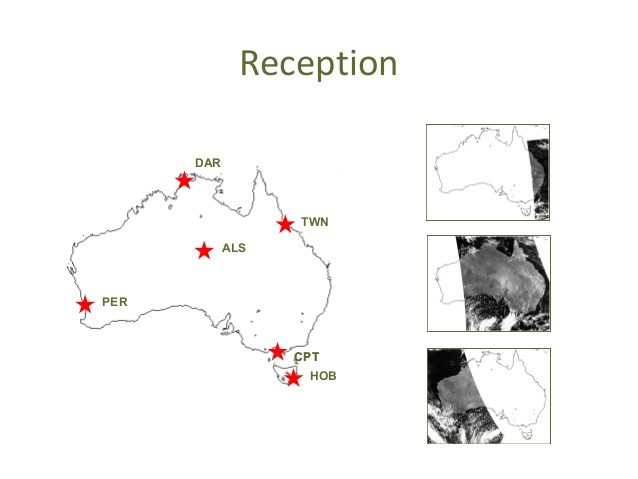 Reception
DAR
TWN
ALS
PER
CPT
HOB